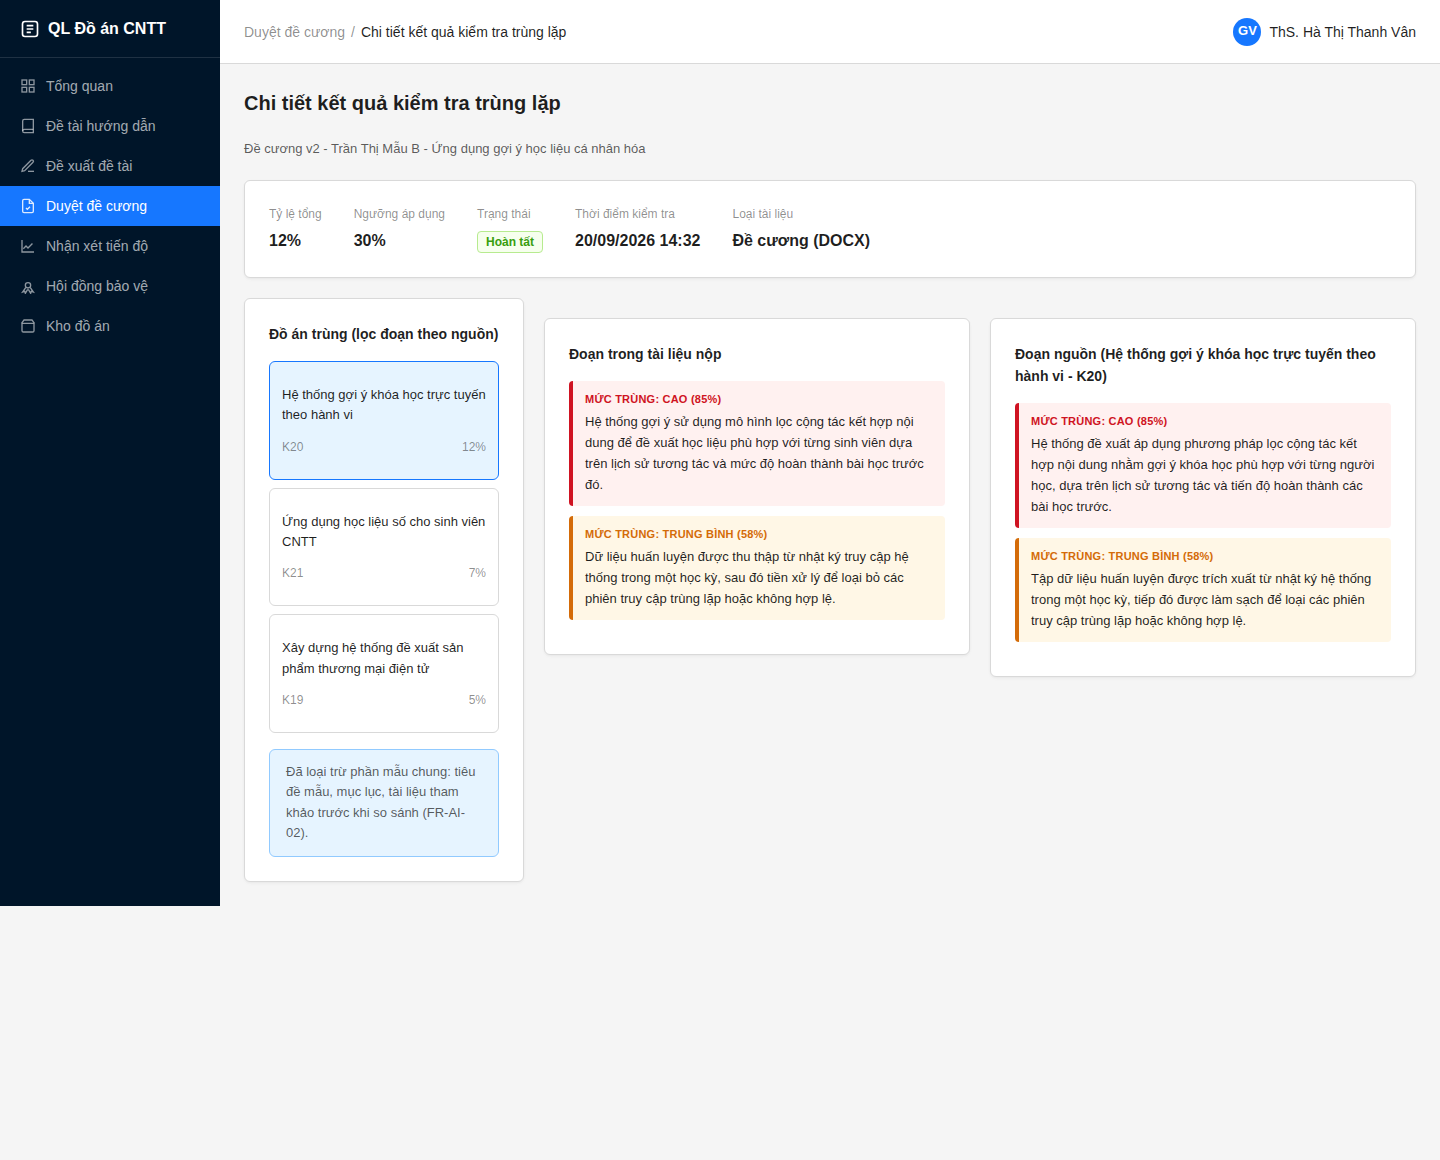 QL Đồ án CNTT
Tổng quan
Đề tài hướng dẫn
Đề xuất đề tài
Duyệt đề cương
Nhận xét tiến độ
Hội đồng bảo vệ
Kho đồ án
Duyệt đề cương / Chi tiết kết quả kiểm tra trùng lặp
GV ThS. Hà Thị Thanh Vân
Chi tiết kết quả kiểm tra trùng lặp
Đề cương v2 - Trần Thị Mẫu B - Ứng dụng gợi ý học liệu cá nhân hóa
Tỷ lệ tổng
12%
Ngưỡng áp dụng
30%
Trạng thái
Hoàn tất
Thời điểm kiểm tra
20/09/2026 14:32
Loại tài liệu
Đề cương (DOCX)
Đồ án trùng (lọc đoạn theo nguồn)
Hệ thống gợi ý khóa học trực tuyến
theo hành vi
K20 12%
Ứng dụng học liệu số cho sinh viên
CNTT
K21 7%
Xây dựng hệ thống đề xuất sản
phẩm thương mại điện tử
K19 5%
Đã loại trừ phần mẫu chung: tiêu
đề mẫu, mục lục, tài liệu tham
khảo trước khi so sánh (FR-AI-
02).
Đoạn trong tài liệu nộp
MỨC TRÙNG: CAO (85%)
Hệ thống gợi ý sử dụng mô hình lọc cộng tác kết hợp nội
dung để đề xuất học liệu phù hợp với từng sinh viên dựa
trên lịch sử tương tác và mức độ hoàn thành bài học trước
đó.
MỨC TRÙNG: TRUNG BÌNH (58%)
Dữ liệu huấn luyện được thu thập từ nhật ký truy cập hệ
thống trong một học kỳ, sau đó tiền xử lý để loại bỏ các
phiên truy cập trùng lặp hoặc không hợp lệ.
Đoạn nguồn (Hệ thống gợi ý khóa học trực tuyến theo
hành vi - K20)
MỨC TRÙNG: CAO (85%)
Hệ thống đề xuất áp dụng phương pháp lọc cộng tác kết
hợp nội dung nhằm gợi ý khóa học phù hợp với từng người
học, dựa trên lịch sử tương tác và tiến độ hoàn thành các
bài học trước.
MỨC TRÙNG: TRUNG BÌNH (58%)
Tập dữ liệu huấn luyện được trích xuất từ nhật ký hệ thống
trong một học kỳ, tiếp đó được làm sạch để loại các phiên
truy cập trùng lặp hoặc không hợp lệ.